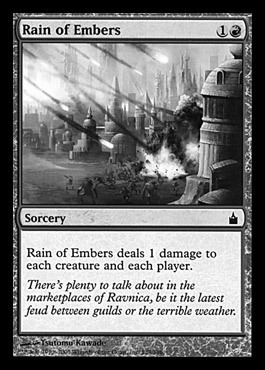 Rain of Embers 1
Sorcery
Rain of Embers deals 1 damage to
each creature and each player.
There's plenty to talk about in the
marketplaces of Ravnica, be it the latest
feud between guilds or the terrible weather.
Tsutomu Kawade